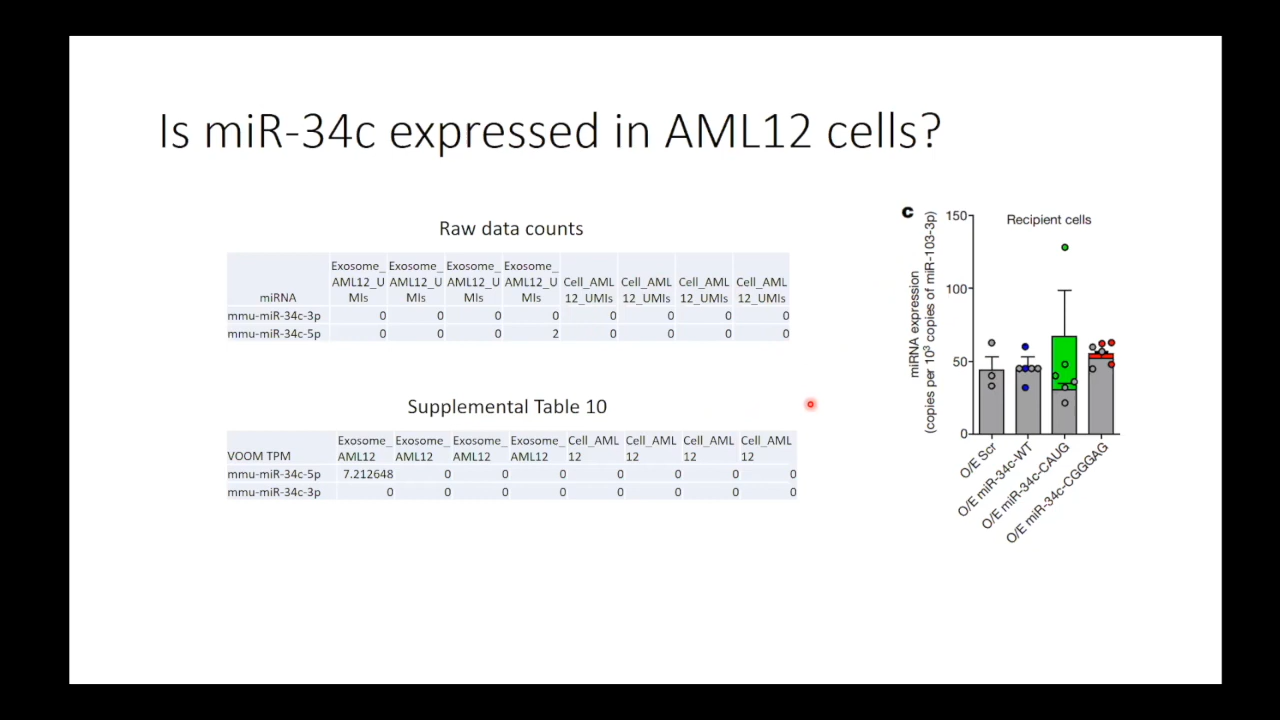 Is miR-34c expressed in AML12 cells?
Raw data counts
miRNA Exosome_AML12_UMIs Exosome_AML12_UMIs Exosome_AML12_UMIs Exosome_AML12_UMIs Cell_AML12_UMIs Cell_AML12_UMIs Cell_AML12_UMIs Cell_AML12_UMIs
mmu-miR-34c-3p 0 0 0 0 0 0 0 0
mmu-miR-34c-5p 0 0 0 2 0 0 0 0
Supplemental Table 10
VOOM TPM Exosome_AML12 Exosome_AML12 Exosome_AML12 Exosome_AML12 Cell_AML12 Cell_AML12 Cell_AML12 Cell_AML12
mmu-miR-34c-5p 7.212648 0 0 0 0 0 0 0
mmu-miR-34c-3p 0 0 0 0 0 0 0 0
c
Recipient cells
miRNA expression
(copies per 10³ copies of miR-103-3p)
150
100
50
0
O/E Scr
O/E miR-34c-WT
O/E miR-34c-CAUG
O/E miR-34c-CGGGAG